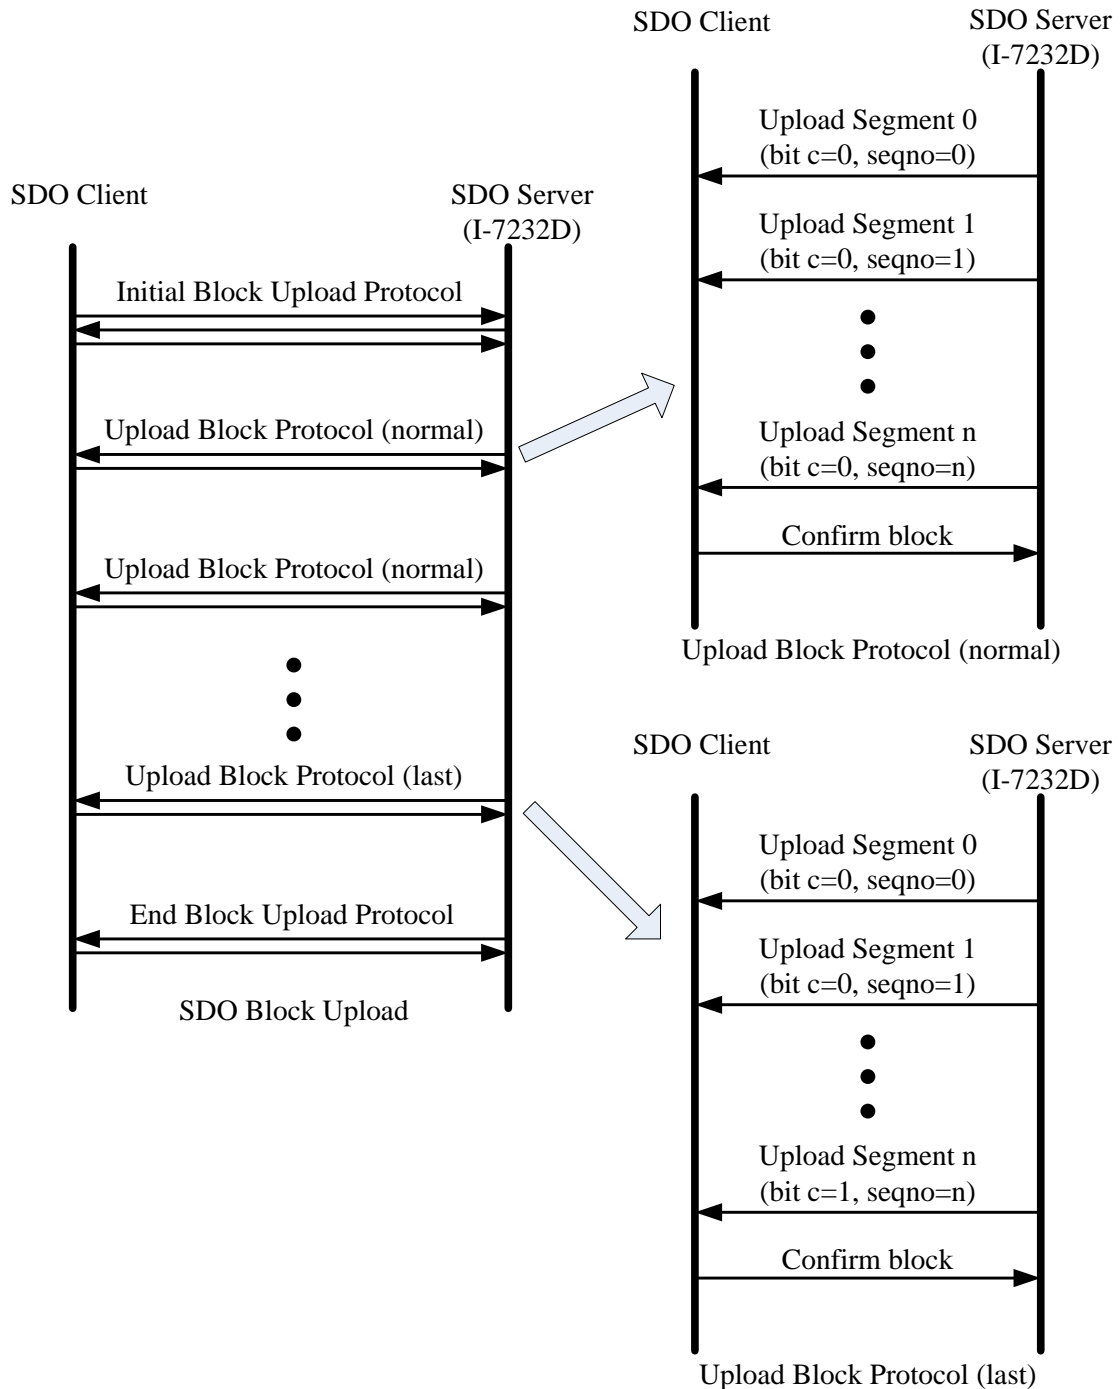 SDO Client
SDO Server
(I-7232D)
Initial Block Upload Protocol
Upload Block Protocol (normal)
Upload Block Protocol (normal)
Upload Block Protocol (last)
End Block Upload Protocol
SDO Block Upload
SDO Client
SDO Server
(I-7232D)
Upload Segment 0
(bit c=0, seqno=0)
Upload Segment 1
(bit c=0, seqno=1)
Upload Segment n
(bit c=0, seqno=n)
Confirm block
Upload Block Protocol (normal)
SDO Client
SDO Server
(I-7232D)
Upload Segment 0
(bit c=0, seqno=0)
Upload Segment 1
(bit c=0, seqno=1)
Upload Segment n
(bit c=1, seqno=n)
Confirm block
Upload Block Protocol (last)